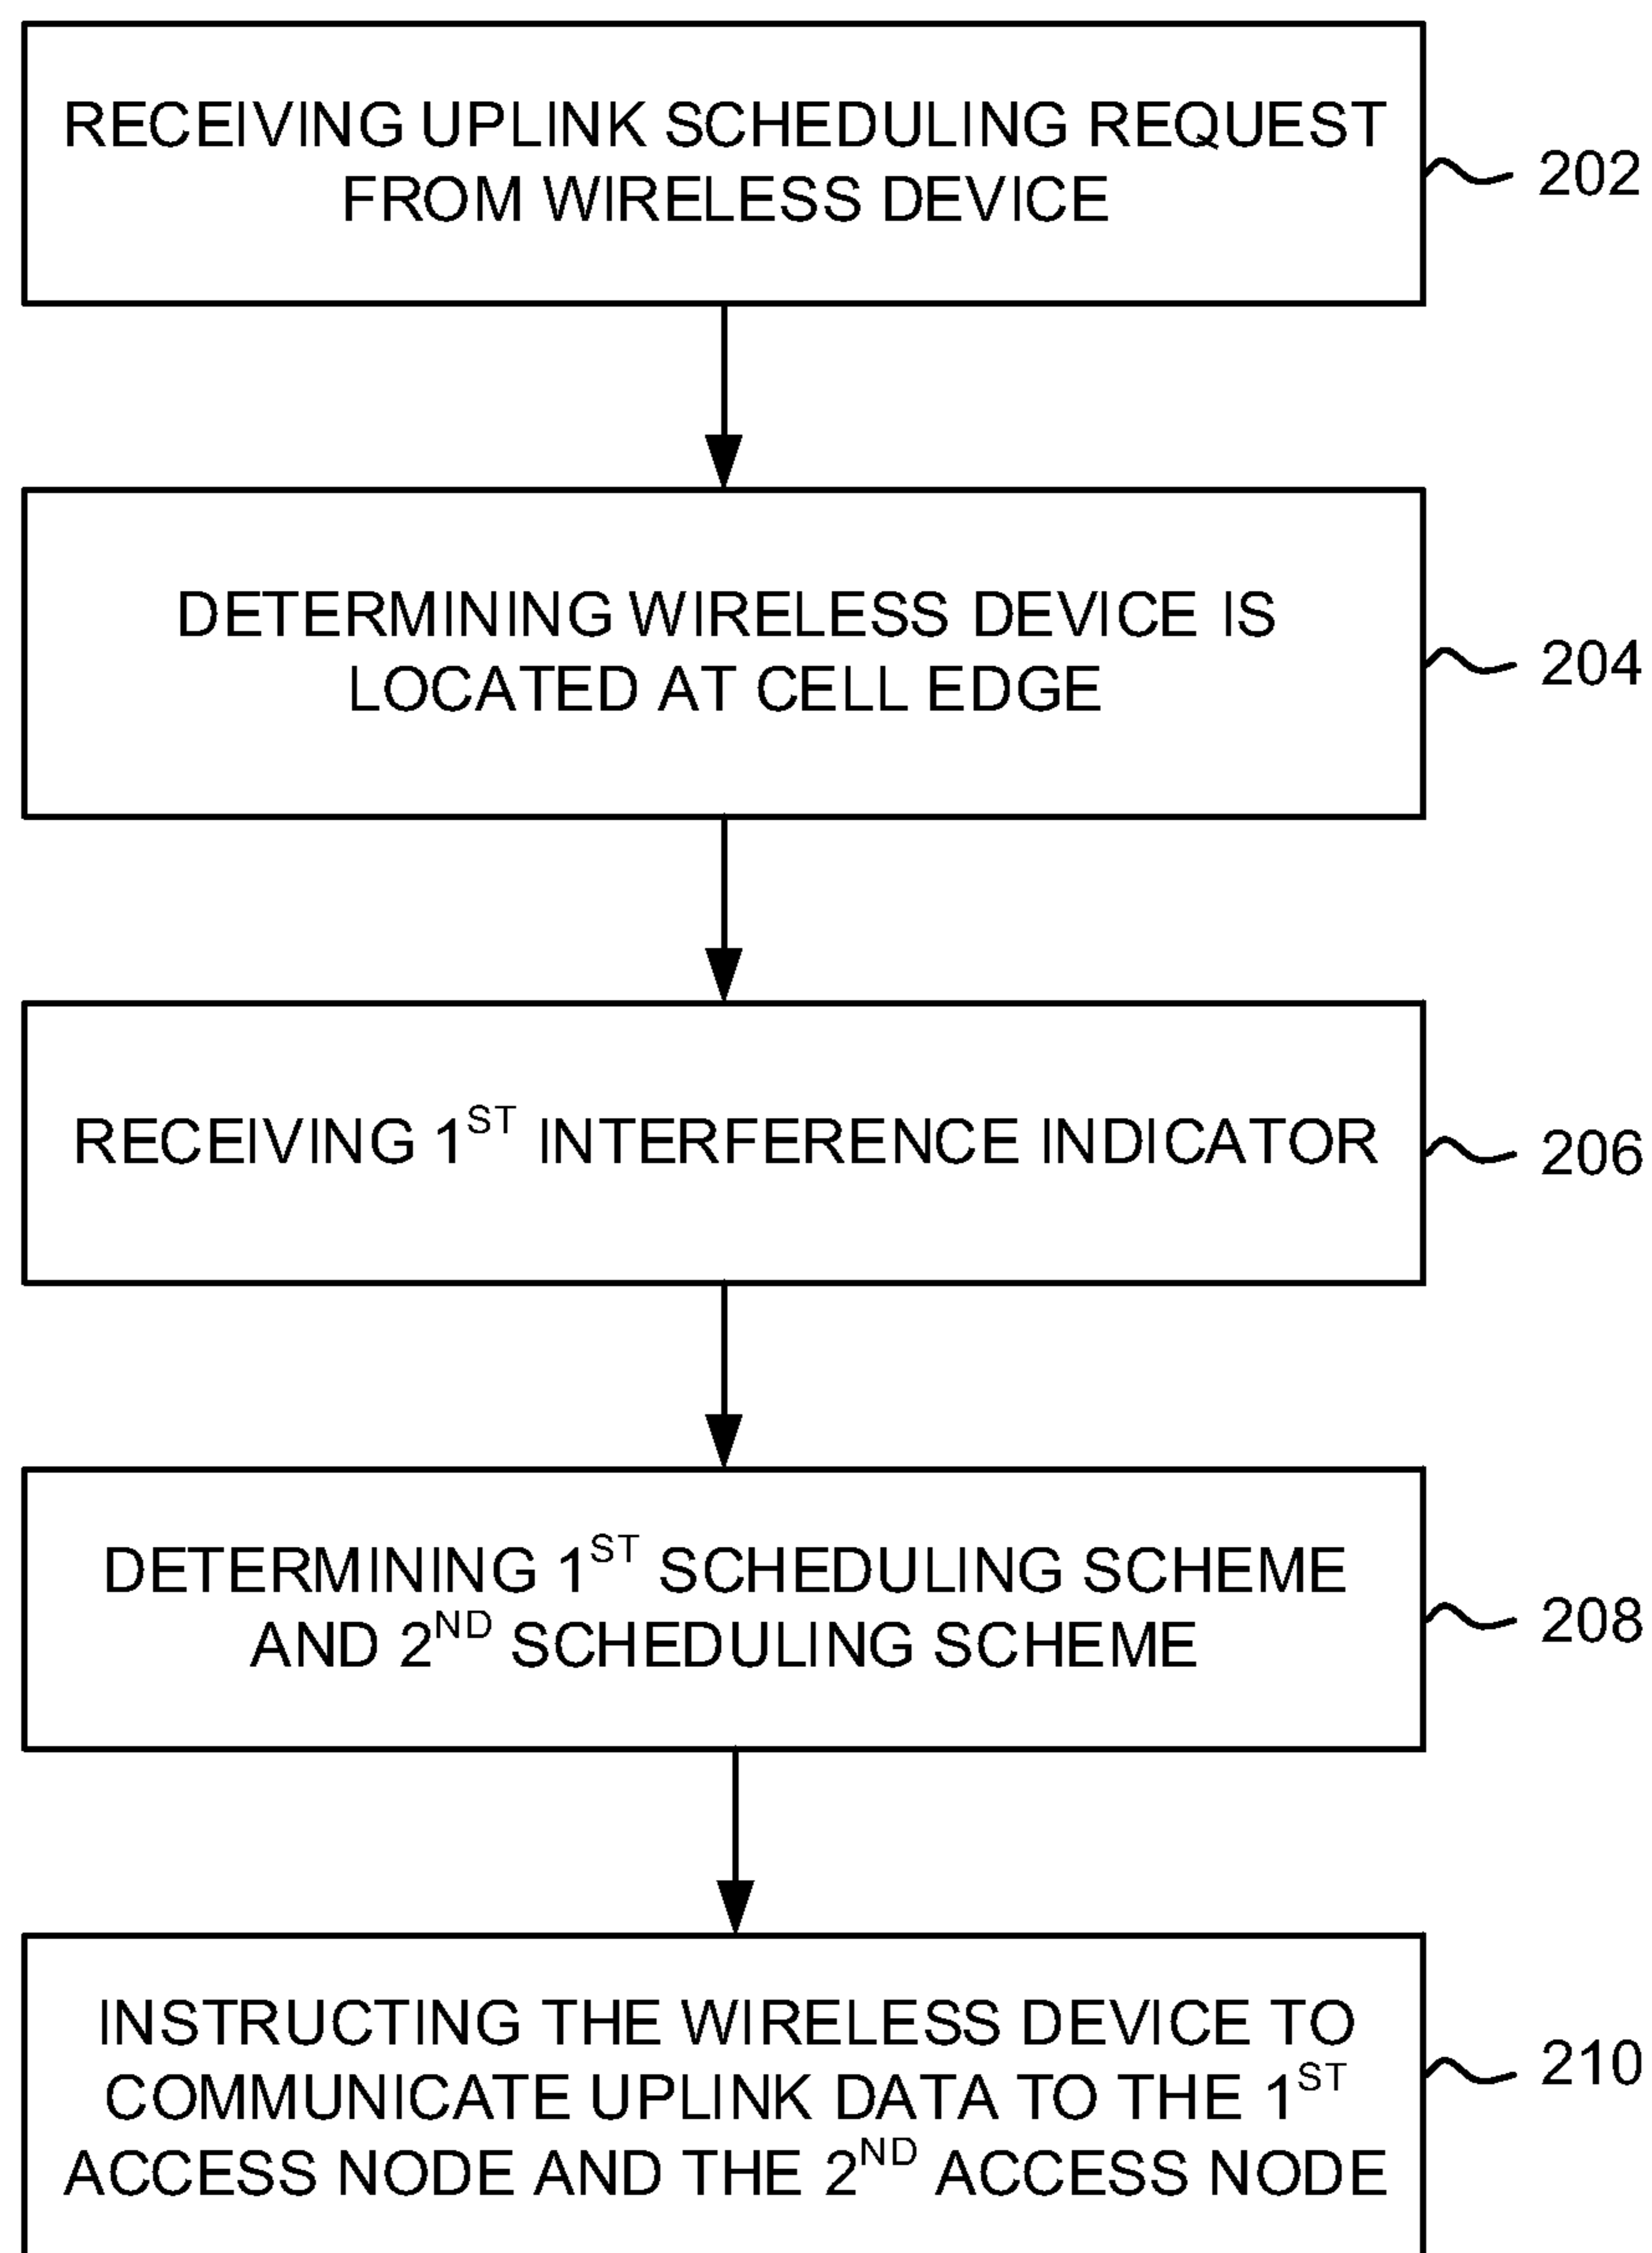 RECEIVING UPLINK SCHEDULING REQUEST
FROM WIRELESS DEVICE
202
DETERMINING WIRELESS DEVICE IS
LOCATED AT CELL EDGE
204
RECEIVING 1ST INTERFERENCE INDICATOR
206
DETERMINING 1ST SCHEDULING SCHEME
AND 2ND SCHEDULING SCHEME
208
INSTRUCTING THE WIRELESS DEVICE TO
COMMUNICATE UPLINK DATA TO THE 1ST
ACCESS NODE AND THE 2ND ACCESS NODE
210